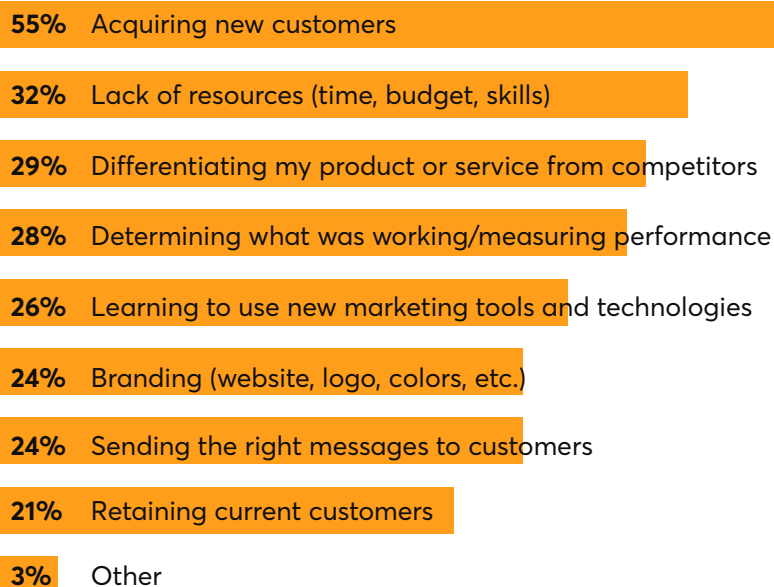 55% Acquiring new customers
32% Lack of resources (time, budget, skills)
29% Differentiating my product or service from competitors
28% Determining what was working/measuring performance
26% Learning to use new marketing tools and technologies
24% Branding (website, logo, colors, etc.)
24% Sending the right messages to customers
21% Retaining current customers
3% Other